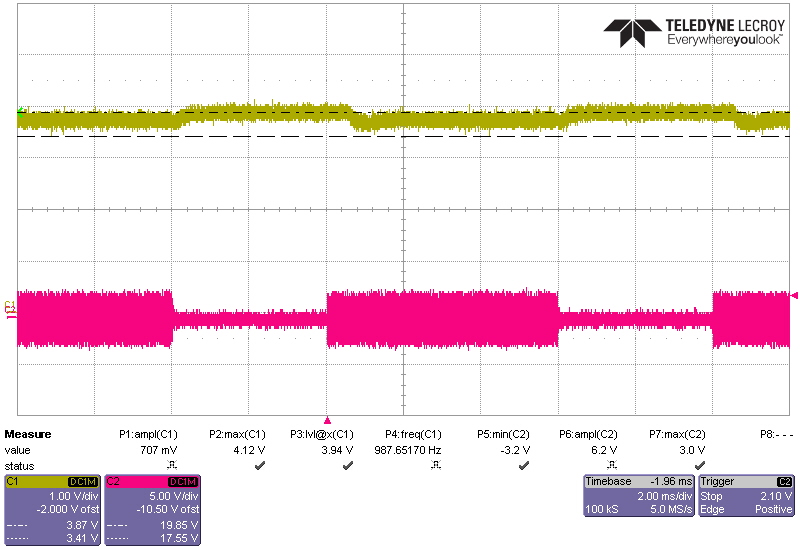 TELEDYNE LECROY
Everywhereyoulook™
C1
Measure P1:ampl(C1) P2:max(C1) P3:lvl@x(C1) P4:freq(C1) P5:min(C2) P6:ampl(C2) P7:max(C2) P8:- - -
value 707 mV 4.12 V 3.94 V 987.65170 Hz -3.2 V 6.2 V 3.0 V
status
C1 DC1M
1.00 V/div
-2.000 V ofst
3.87 V
3.41 V
C2 DC1M
5.00 V/div
-10.50 V ofst
19.85 V
17.55 V
Timebase -1.96 ms
2.00 ms/div
100 kS 5.0 MS/s
Trigger C2
Stop 2.10 V
Edge Positive